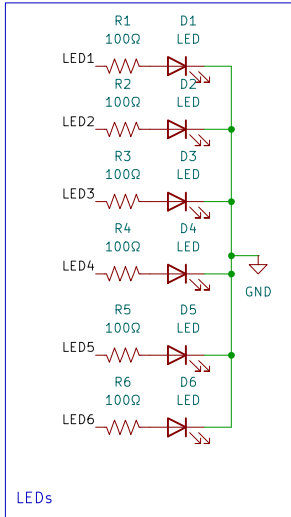 R1 D1
100Ω LED
LED1
R2 D2
100Ω LED
LED2
R3 D3
100Ω LED
LED3
R4 D4
100Ω LED
LED4
GND
R5 D5
100Ω LED
LED5
R6 D6
100Ω LED
LED6
LEDs